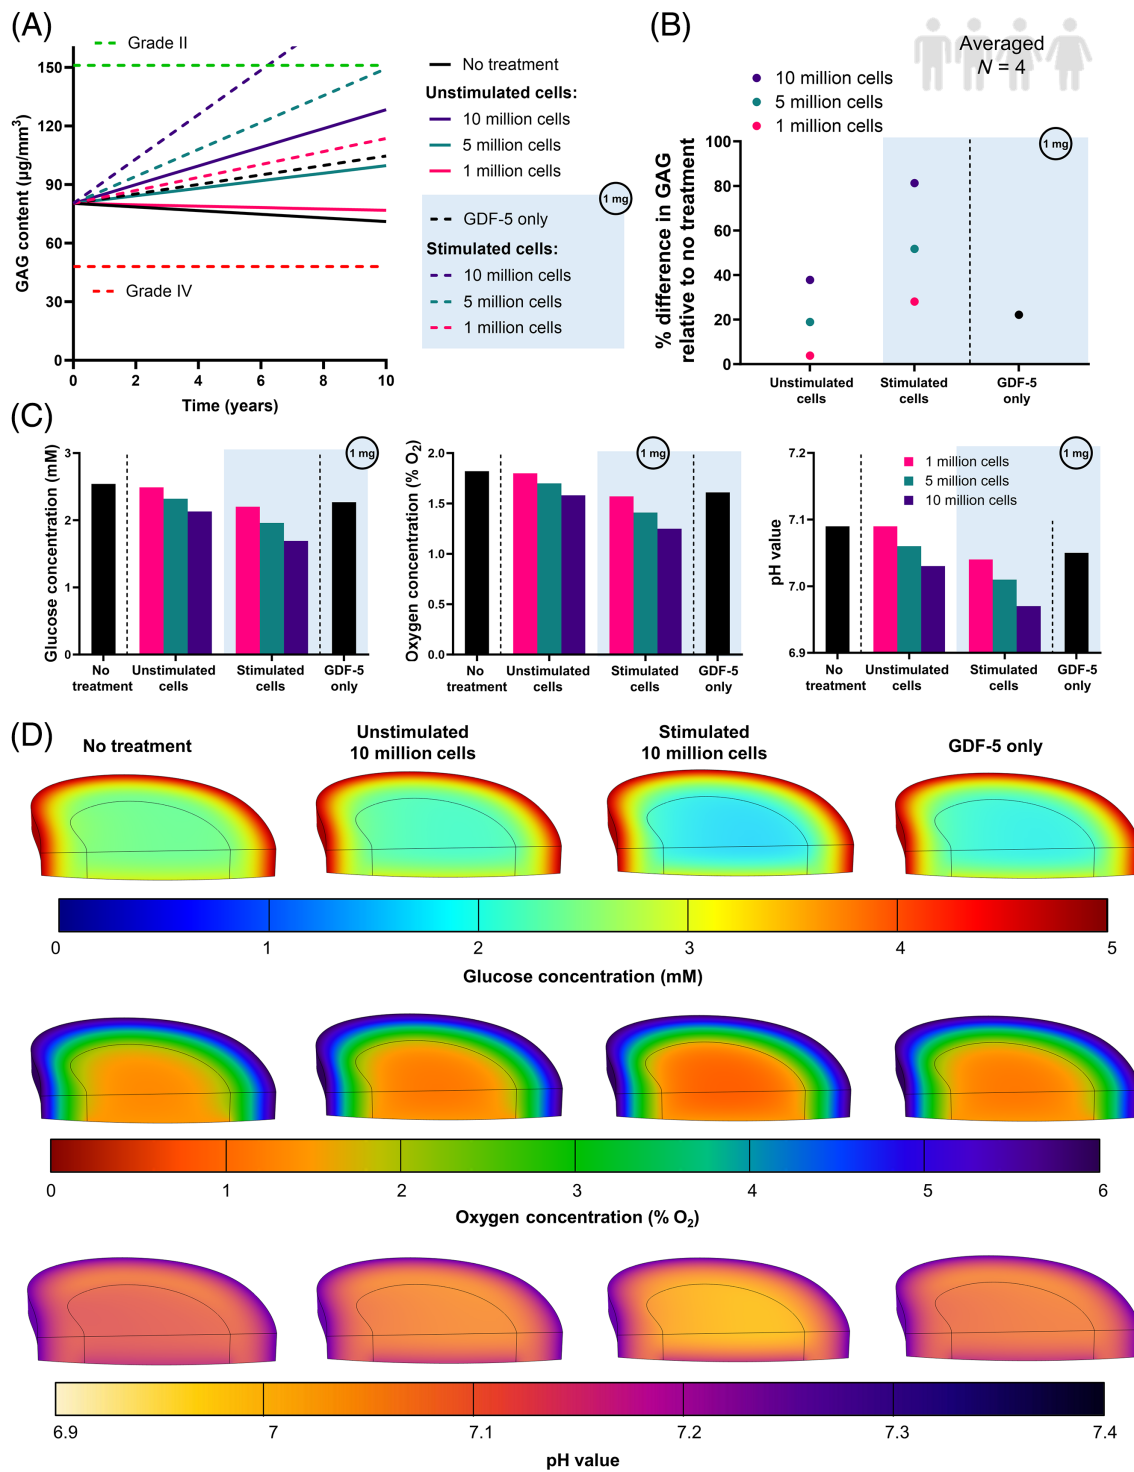 (A)
Grade II
150
120
90
60
30
0
GAG content (µg/mm³)
Grade IV
0 2 4 6 8 10
Time (years)
No treatment
Unstimulated cells:
10 million cells
5 million cells
1 million cells
1 mg
GDF-5 only
Stimulated cells:
10 million cells
5 million cells
1 million cells
(B)
Averaged
N = 4
10 million cells
5 million cells
1 million cells
1 mg
% difference in GAG
relative to no treatment
100
80
60
40
20
0
Unstimulated
cells
Stimulated
cells
GDF-5
only
(C)
Glucose concentration (mM)
3
2
1
0
1 mg
No
treatment
Unstimulated
cells
Stimulated
cells
GDF-5
only
Oxygen concentration (% O₂)
2.0
1.5
1.0
0.5
0.0
1 mg
No
treatment
Unstimulated
cells
Stimulated
cells
GDF-5
only
pH value
7.2
7.1
7.0
6.9
1 million cells
5 million cells
10 million cells
1 mg
No
treatment
Unstimulated
cells
Stimulated
cells
GDF-5
only
(D)
No treatment
Unstimulated
10 million cells
Stimulated
10 million cells
GDF-5 only
0 1 2 3 4 5
Glucose concentration (mM)
0 1 2 3 4 5 6
Oxygen concentration (% O₂)
6.9 7 7.1 7.2 7.3 7.4
pH value